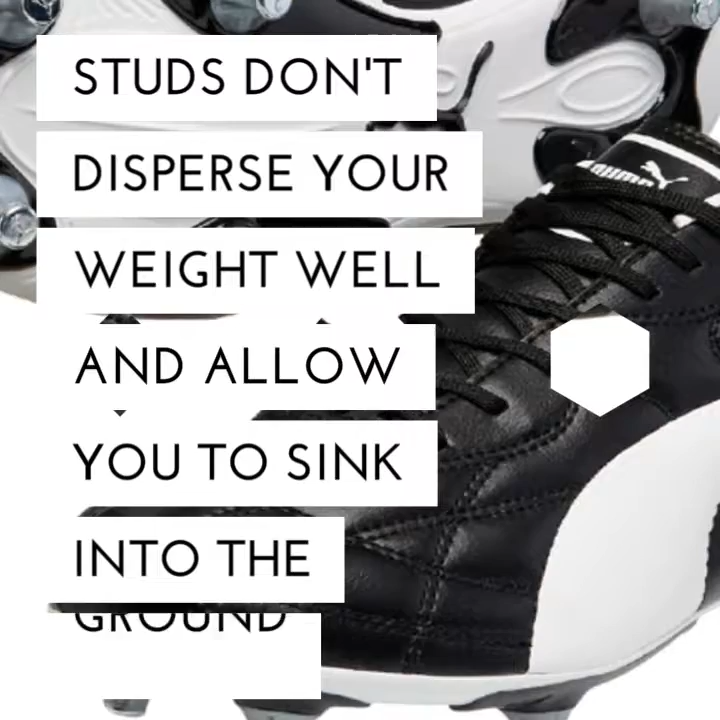 STUDS DON'T
DISPERSE YOUR
WEIGHT WELL
AND ALLOW
YOU TO SINK
INTO THE
GROUND